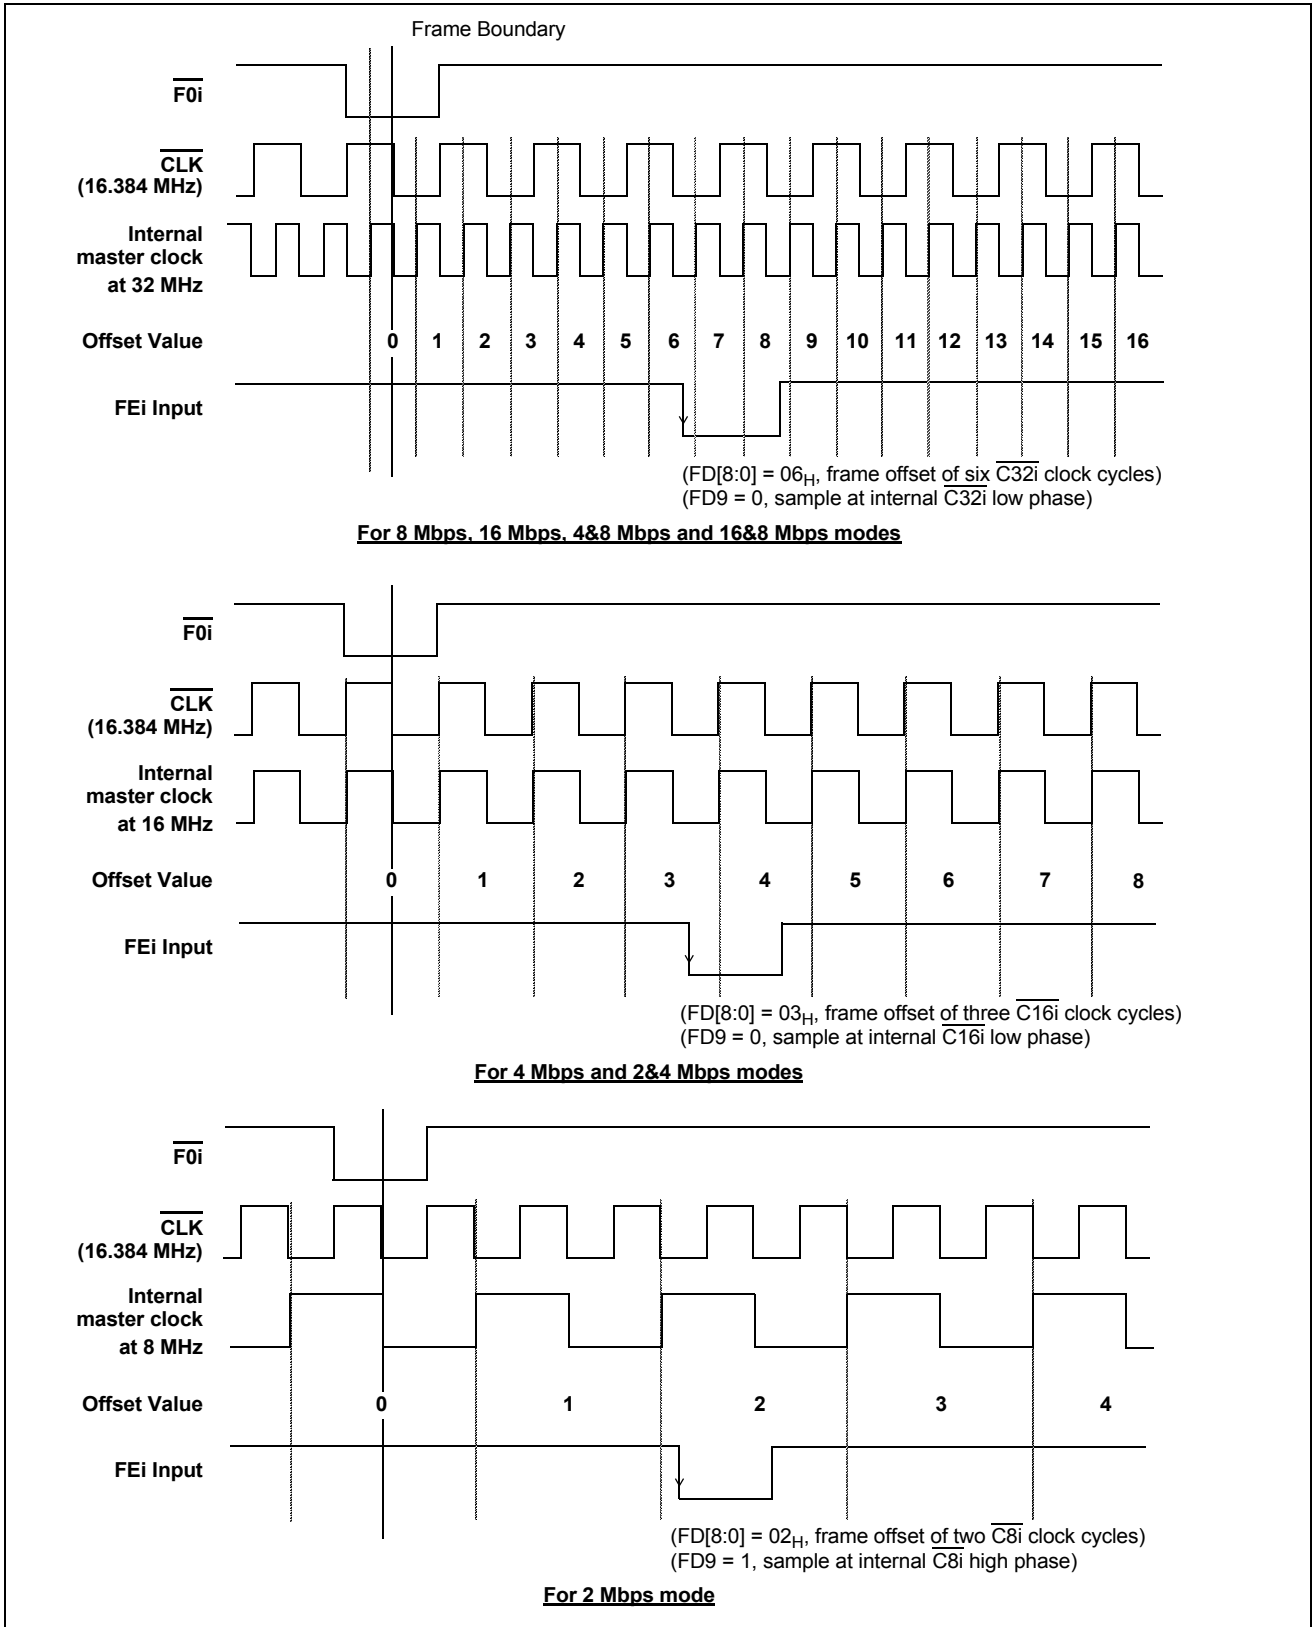 Frame Boundary
F0i
CLK
(16.384 MHz)
Internal
master clock
at 32 MHz
Offset Value 0 1 2 3 4 5 6 7 8 9 10 11 12 13 14 15 16
FEi Input
(FD[8:0] = 06H, frame offset of six C32i clock cycles)
(FD9 = 0, sample at internal C32i low phase)
For 8 Mbps, 16 Mbps, 4&8 Mbps and 16&8 Mbps modes
F0i
CLK
(16.384 MHz)
Internal
master clock
at 16 MHz
Offset Value 0 1 2 3 4 5 6 7 8
FEi Input
(FD[8:0] = 03H, frame offset of three C16i clock cycles)
(FD9 = 0, sample at internal C16i low phase)
For 4 Mbps and 2&4 Mbps modes
F0i
CLK
(16.384 MHz)
Internal
master clock
at 8 MHz
Offset Value 0 1 2 3 4
FEi Input
(FD[8:0] = 02H, frame offset of two C8i clock cycles)
(FD9 = 1, sample at internal C8i high phase)
For 2 Mbps mode